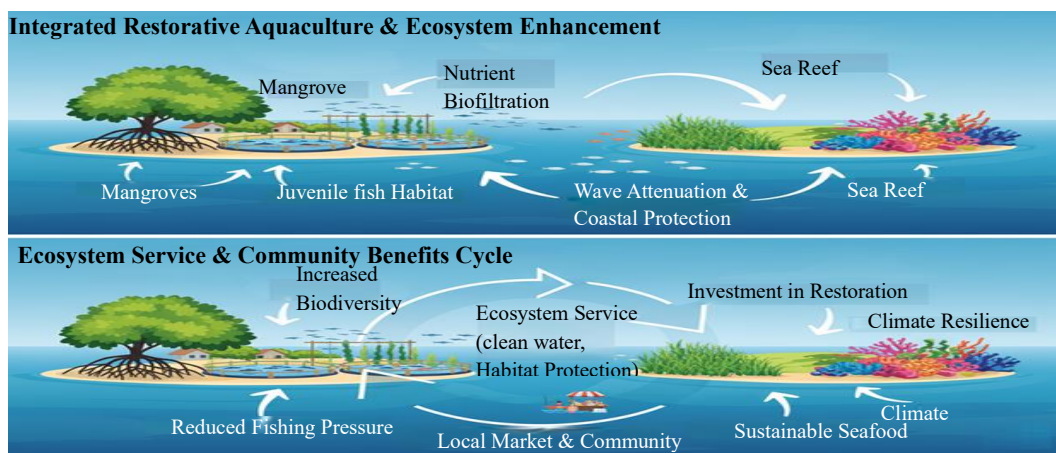 Integrated Restorative Aquaculture & Ecosystem Enhancement
Mangrove
Nutrient
Biofiltration
Sea Reef
Mangroves
Juvenile fish Habitat
Wave Attenuation &
Coastal Protection
Sea Reef
Ecosystem Service & Community Benefits Cycle
Increased
Biodiversity
Ecosystem Service
(clean water,
Habitat Protection)
Investment in Restoration
Climate Resilience
Reduced Fishing Pressure
Local Market & Community
Sustainable Seafood
Climate